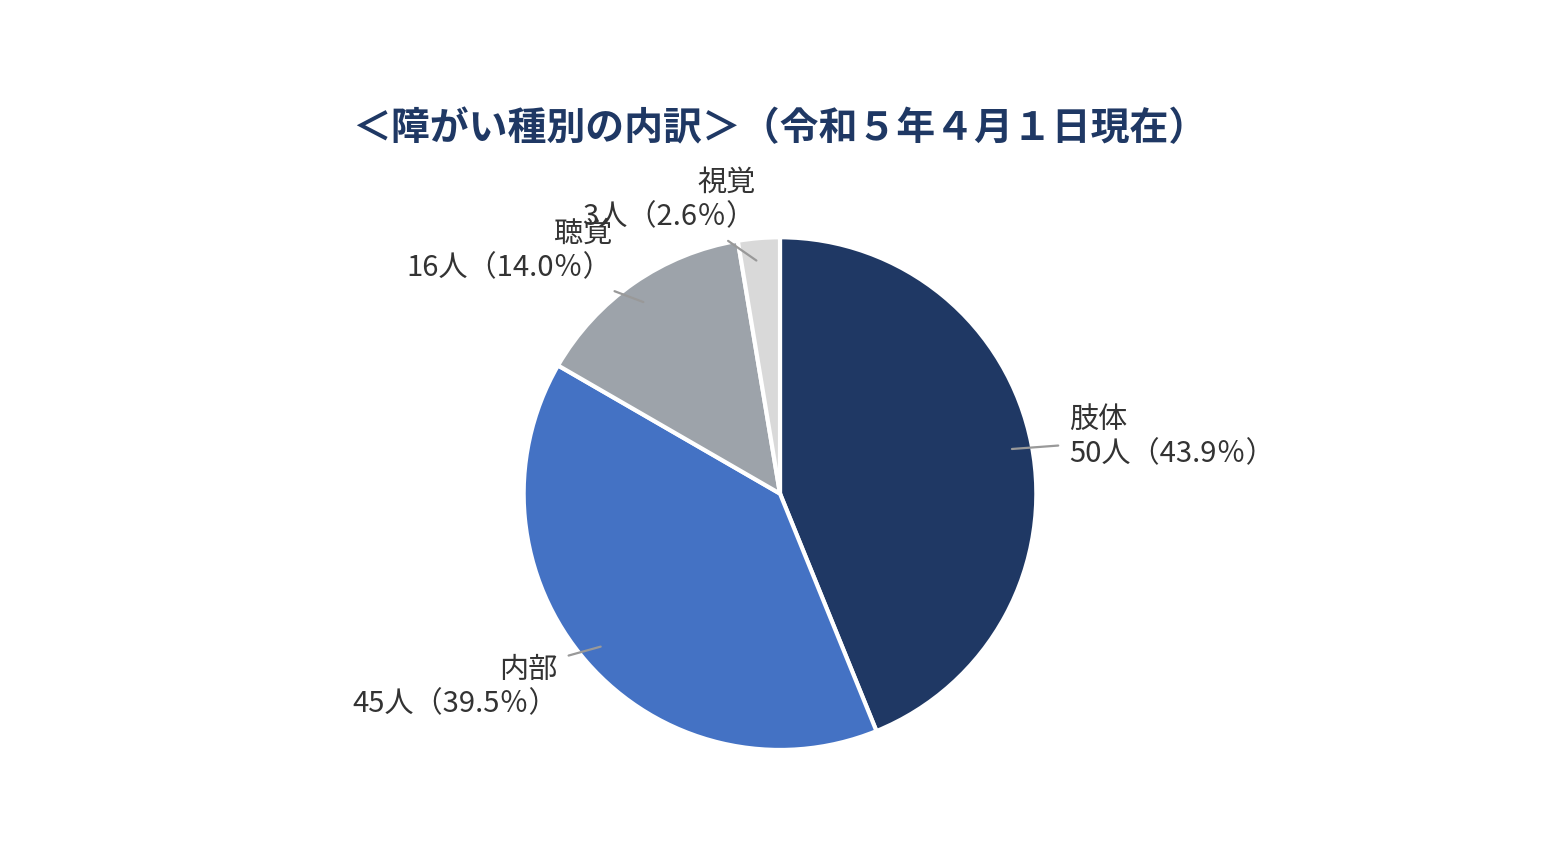 ＜障がい種別の内訳＞（令和５年４月１日現在）
視覚
3人（2.6％）
聴覚
16人（14.0％）
肢体
50人（43.9％）
内部
45人（39.5％）